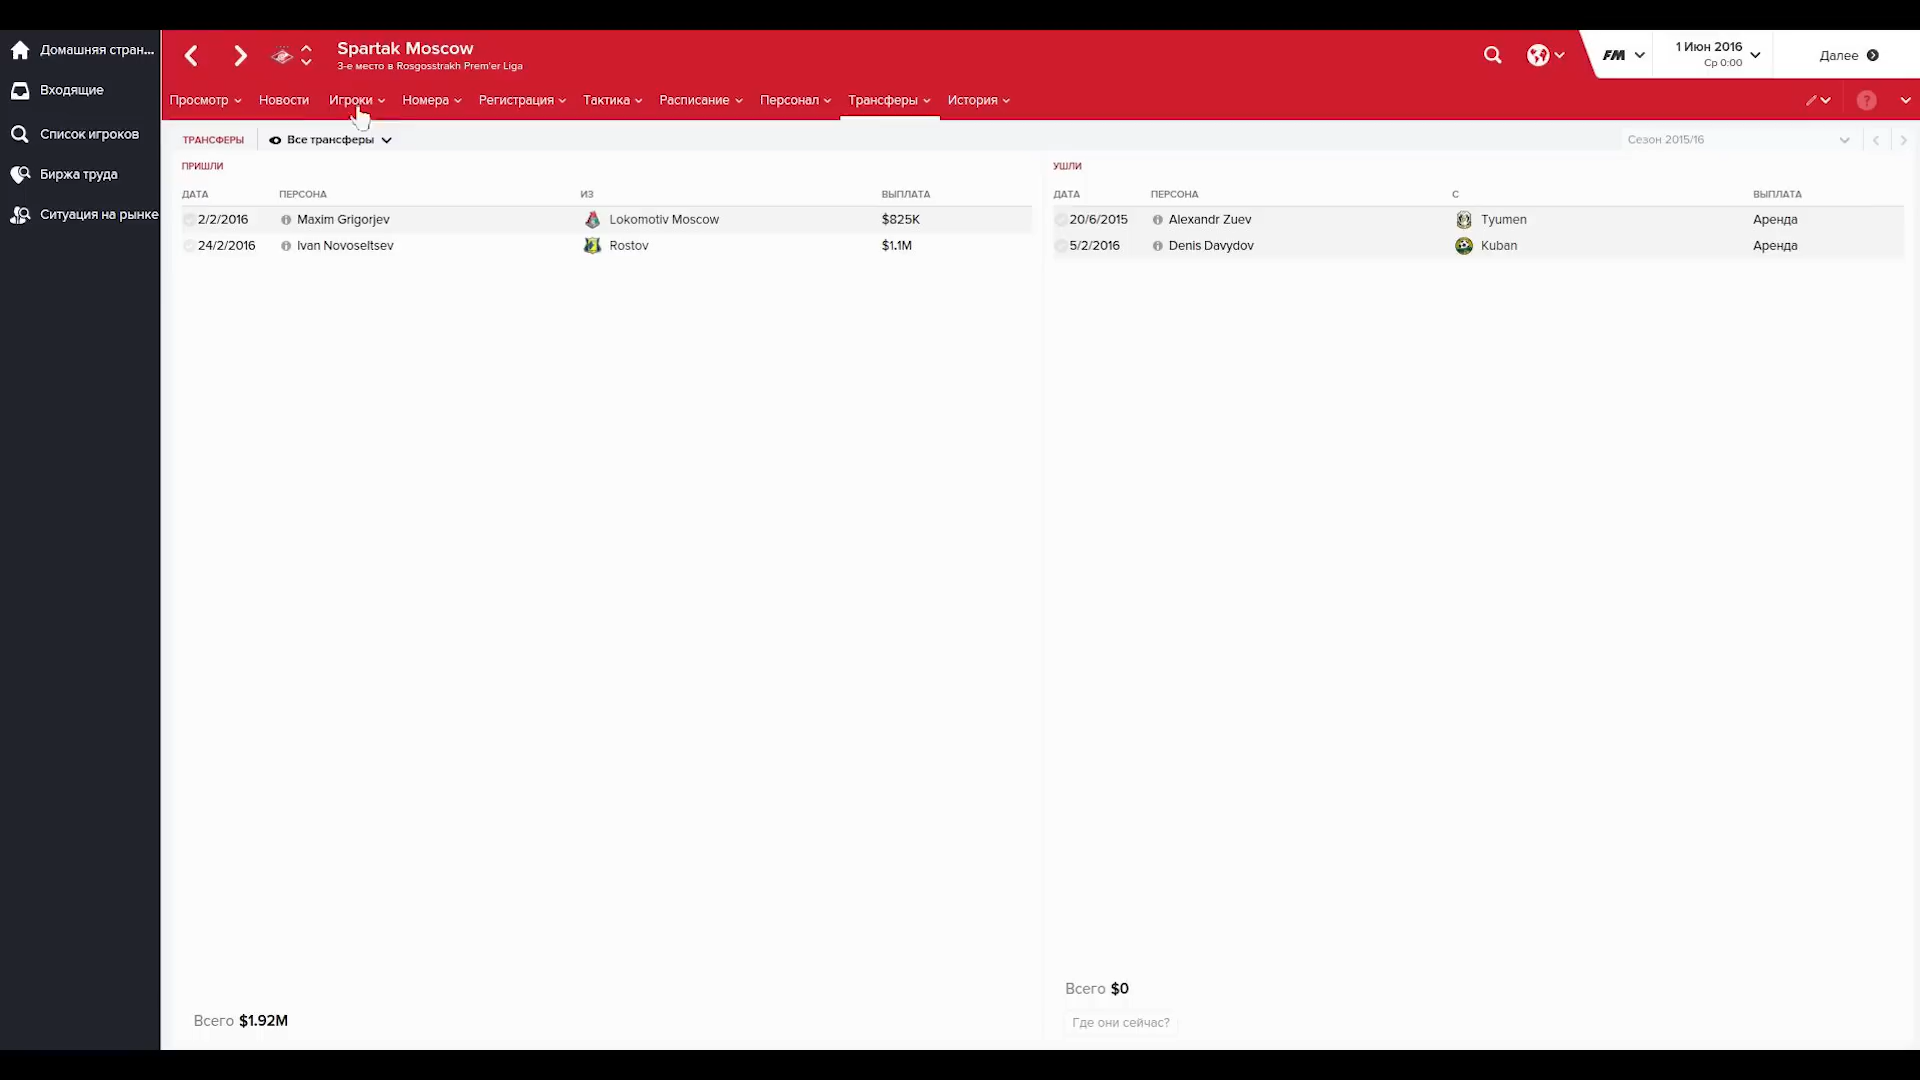 Домашняя стран...
Входящие
Список игроков
Биржа труда
Ситуация на рынке
Spartak Moscow
3-е место в Rosgosstrakh Prem'er Liga
FM
1 Июн 2016
Ср 0:00
Далее
Просмотр Новости Игроки Номера Регистрация Тактика Расписание Персонал Трансферы История
?
ТРАНСФЕРЫ Все трансферы Сезон 2015/16
ПРИШЛИ
ДАТА ПЕРСОНА ИЗ ВЫПЛАТА
2/2/2016 Maxim Grigorjev Lokomotiv Moscow $825K
24/2/2016 Ivan Novoseltsev Rostov $1.1M
Всего $1.92M
УШЛИ
ДАТА ПЕРСОНА С ВЫПЛАТА
20/6/2015 Alexandr Zuev Tyumen Аренда
5/2/2016 Denis Davydov Kuban Аренда
Всего $0
Где они сейчас?